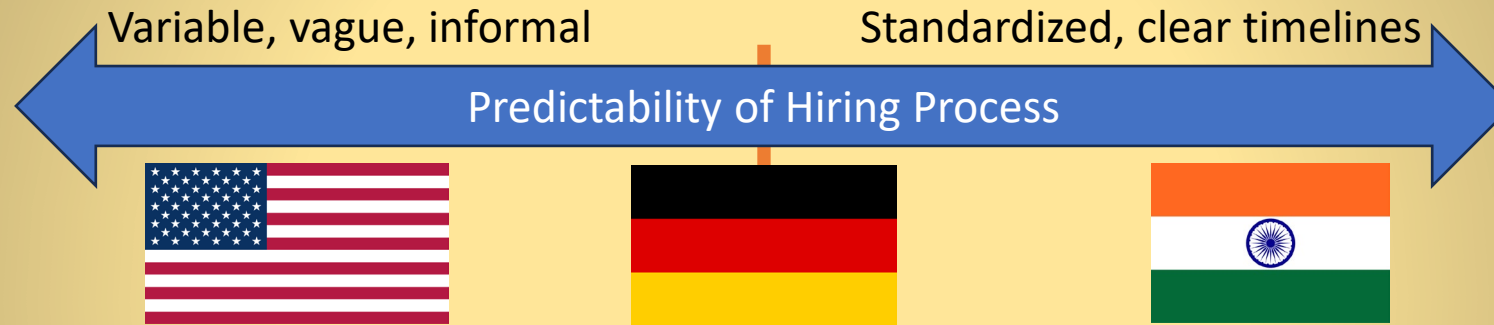 Variable, vague, informal
Standardized, clear timelines
Predictability of Hiring Process